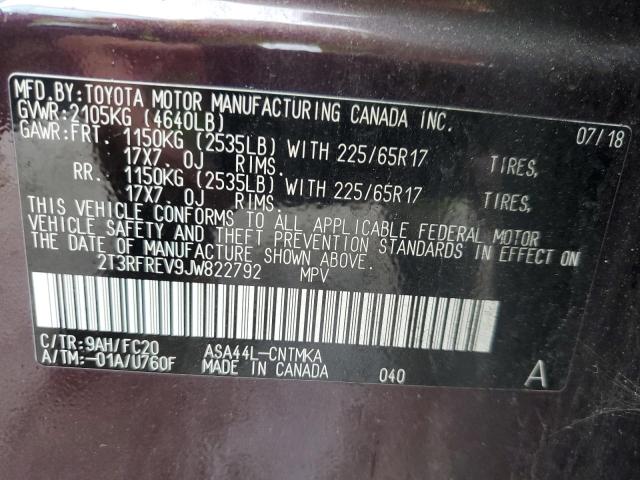 MFD.BY:TOYOTA MOTOR MANUFACTURING CANADA INC. 07/18
GVWR:2105KG (4640LB)
GAWR:FRT. 1150KG (2535LB) WITH 225/65R17 TIRES,
17X7.0J RIMS.
RR. 1150KG (2535LB) WITH 225/65R17 TIRES,
17X7.0J RIMS.
THIS VEHICLE CONFORMS TO ALL APPLICABLE FEDERAL MOTOR
VEHICLE SAFETY AND THEFT PREVENTION STANDARDS IN EFFECT ON
THE DATE OF MANUFACTURE SHOWN ABOVE.
2T3RFREV9JW822792 MPV
C/TR:9AH/FC20 ASA44L-CNTMKA
A/TM:-01A/U760F MADE IN CANADA 040 A